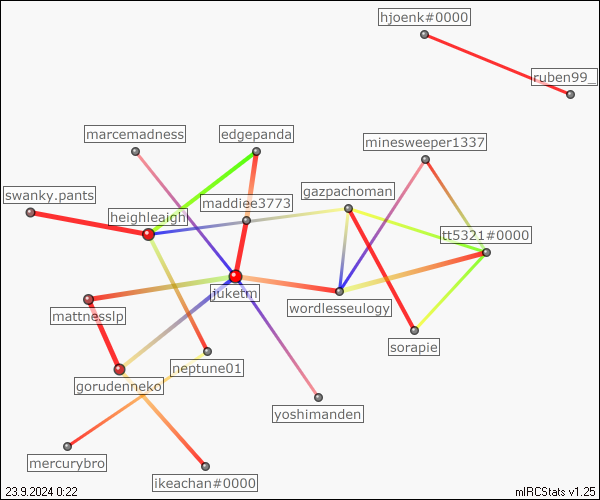 hjoenk#0000
ruben99_
marcemadness
edgepanda
minesweeper1337
swanky.pants
gazpachoman
maddiee3773
heighleaigh
tt5321#0000
juketm
wordlesseulogy
mattnesslp
sorapie
neptune01
gorudenneko
yoshimanden
mercurybro
ikeachan#0000
23.9.2024 0:22
mIRCStats v1.25